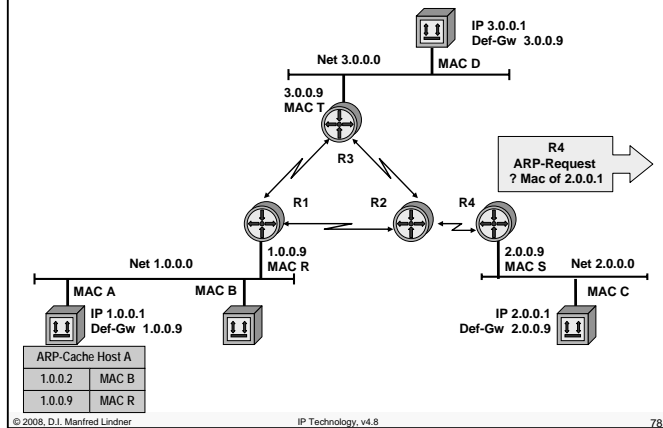 IP 3.0.0.1
Def-Gw 3.0.0.9
Net 3.0.0.0
MAC D
3.0.0.9
MAC T
R3
R4
ARP-Request
? Mac of 2.0.0.1
R1
R2
R4
1.0.0.9
MAC R
2.0.0.9
MAC S
Net 1.0.0.0
Net 2.0.0.0
MAC A
MAC B
MAC C
IP 1.0.0.1
Def-Gw 1.0.0.9
IP 2.0.0.1
Def-Gw 2.0.0.9
ARP-Cache Host A
1.0.0.2 MAC B
1.0.0.9 MAC R
© 2008, D.I. Manfred Lindner IP Technology, v4.8 78